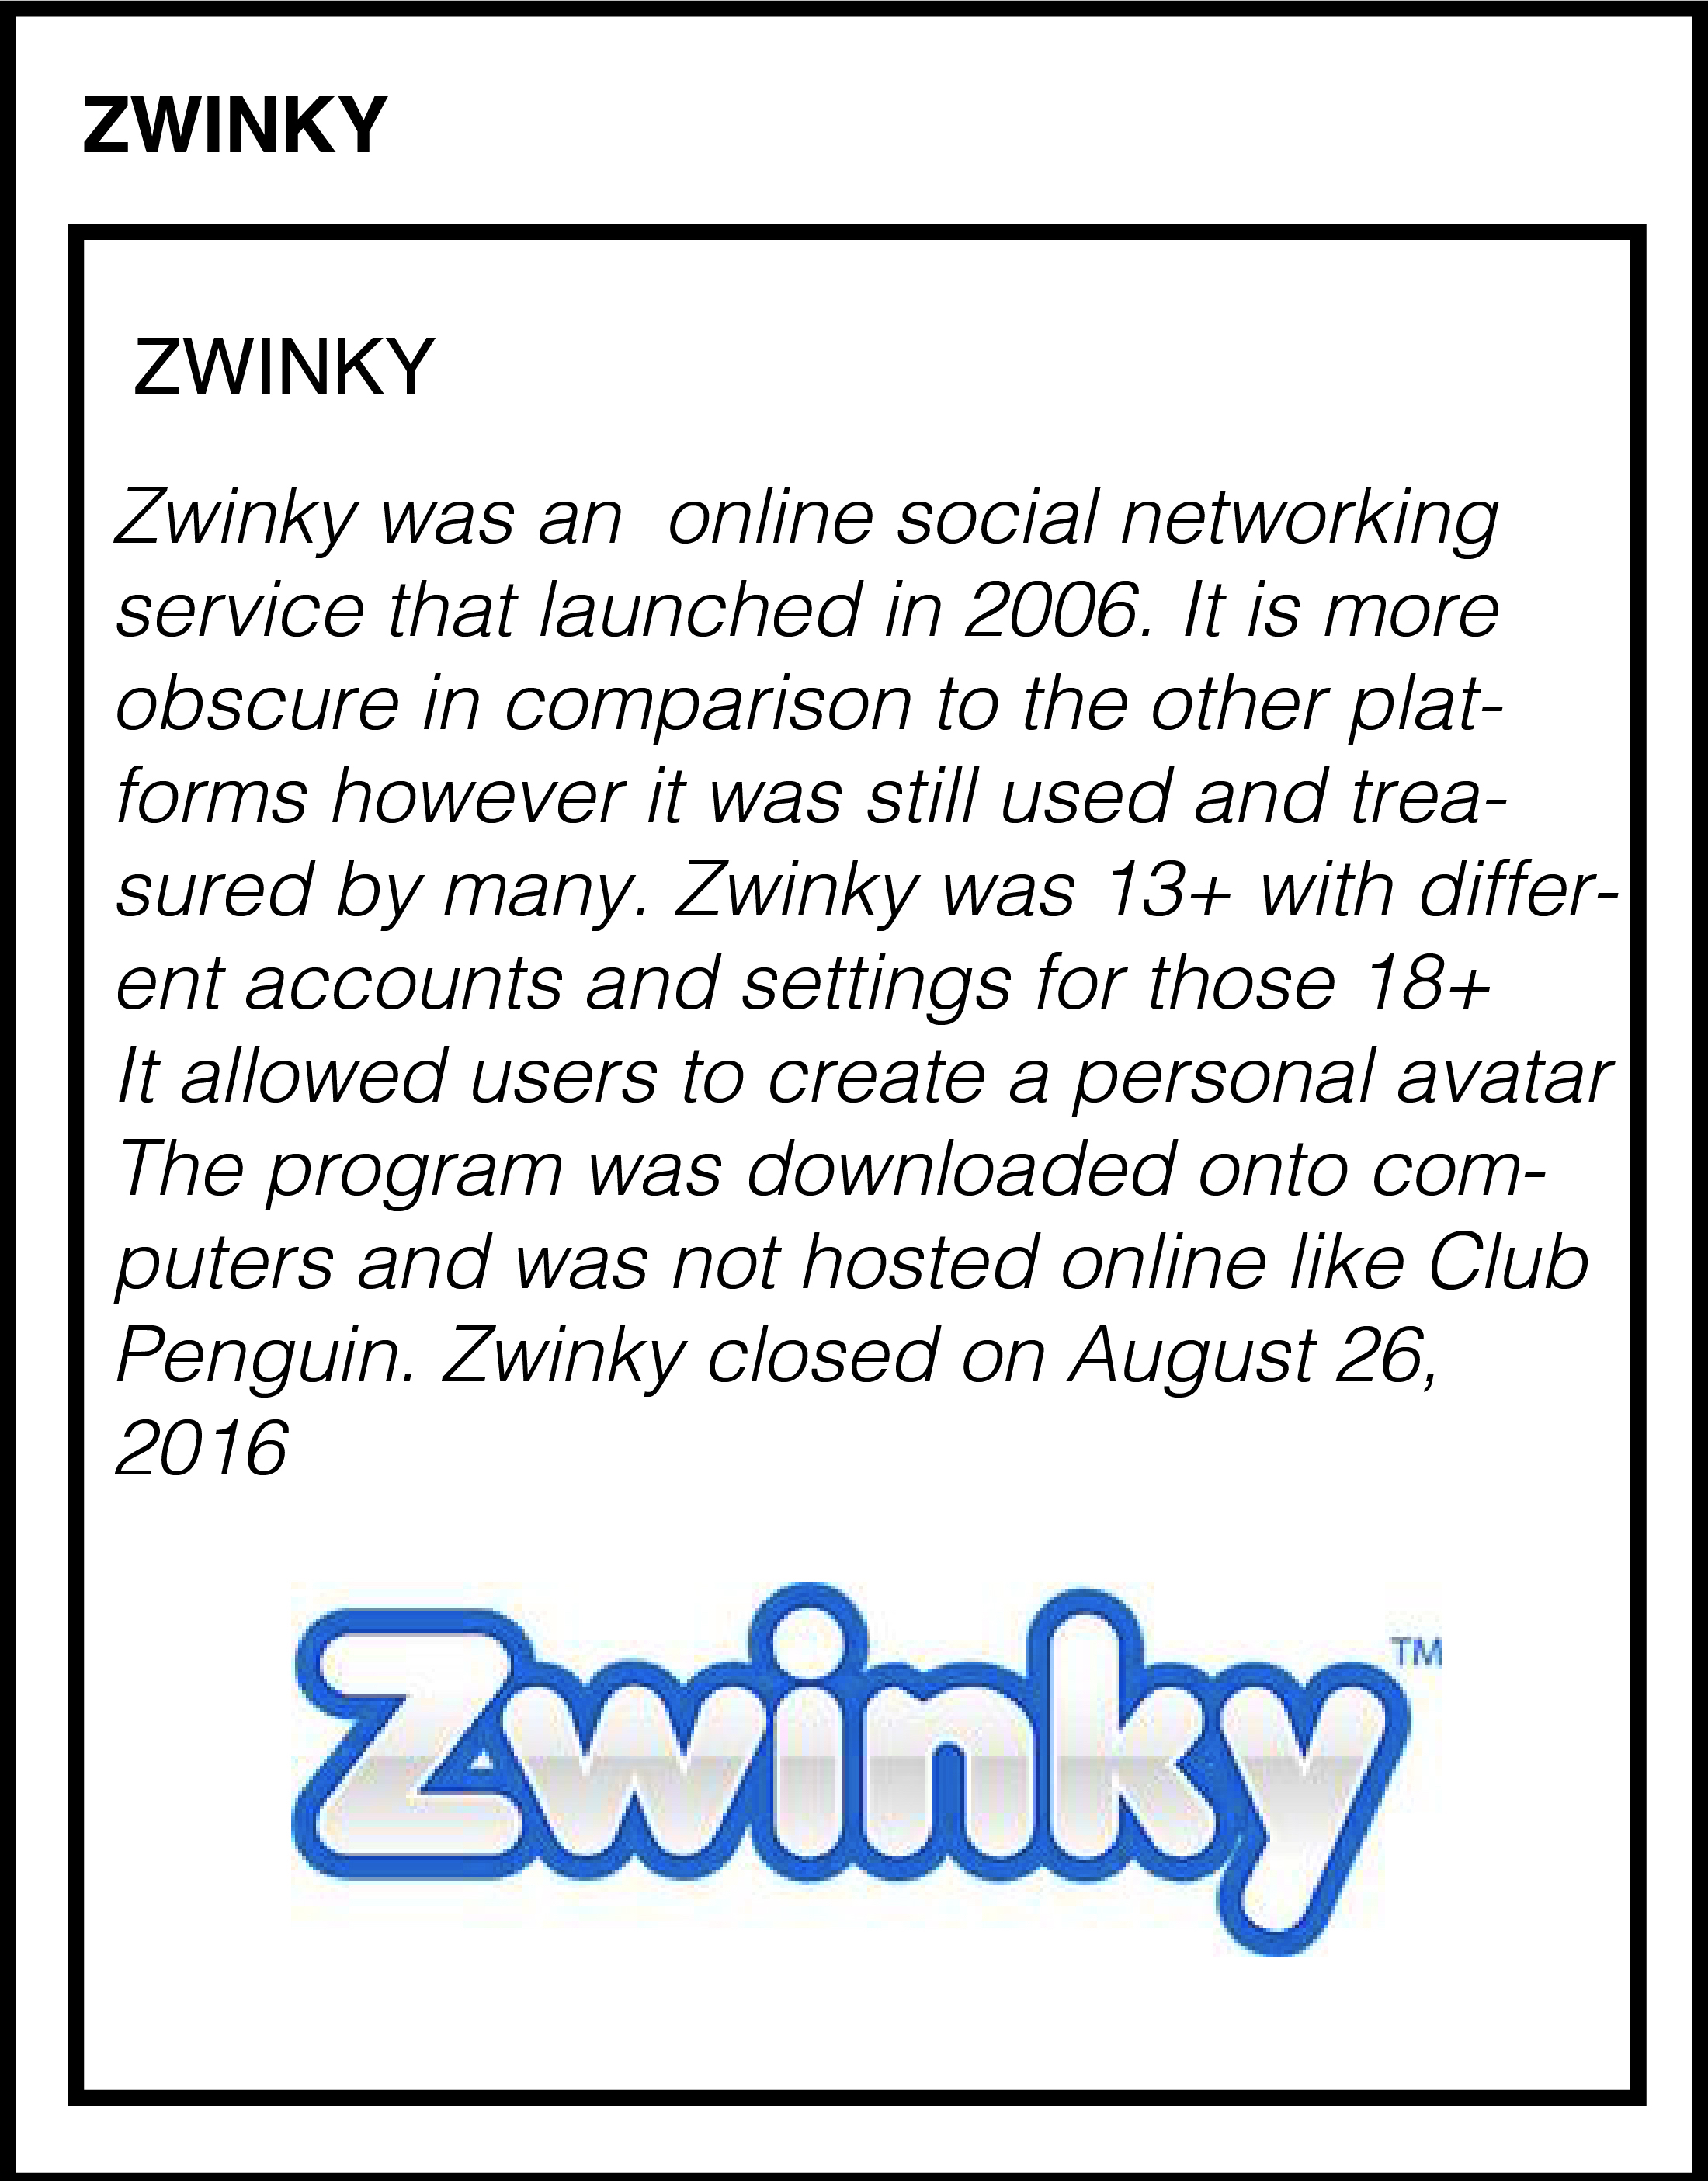 ZWINKY
ZWINKY
Zwinky was an  online social networking
service that launched in 2006. It is more
obscure in comparison to the other plat-
forms however it was still used and trea-
sured by many. Zwinky was 13+ with differ-
ent accounts and settings for those 18+
It allowed users to create a personal avatar
The program was downloaded onto com-
puters and was not hosted online like Club
Penguin. Zwinky closed on August 26,
2016
Zwinky TM